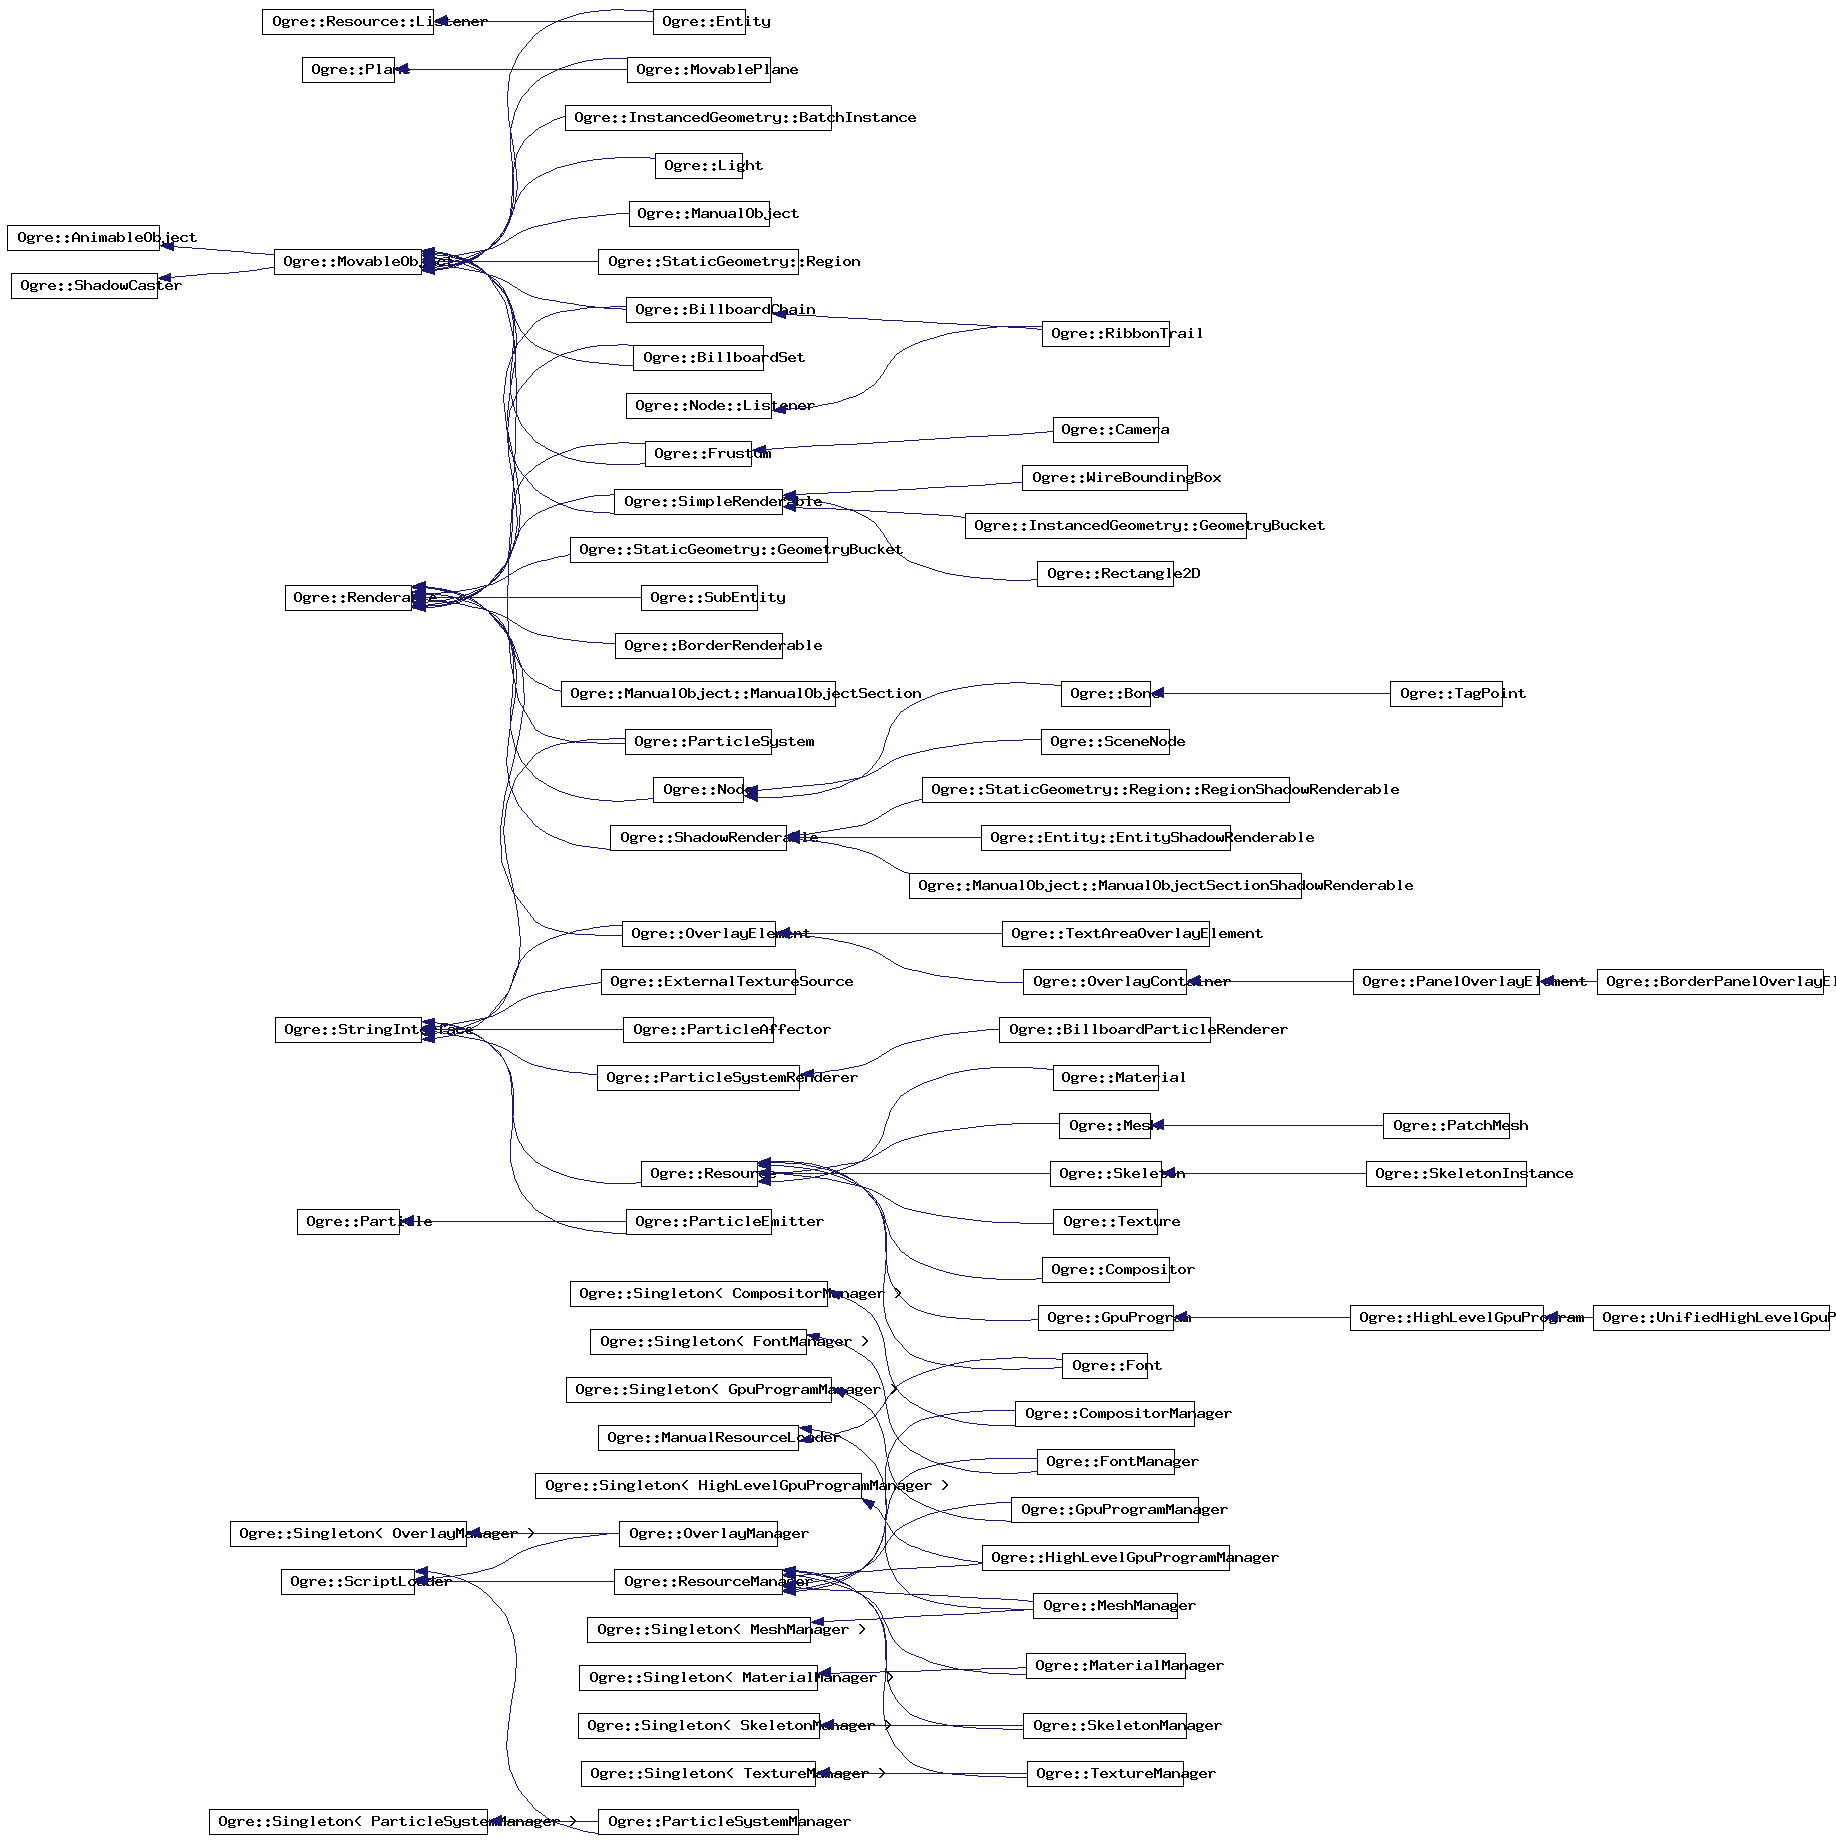 Ogre::Resource::Listener
Ogre::Entity
Ogre::Plane
Ogre::MovablePlane
Ogre::InstancedGeometry::BatchInstance
Ogre::Light
Ogre::ManualObject
Ogre::AnimableObject
Ogre::MovableObject
Ogre::StaticGeometry::Region
Ogre::ShadowCaster
Ogre::BillboardChain
Ogre::RibbonTrail
Ogre::BillboardSet
Ogre::Node::Listener
Ogre::Camera
Ogre::Frustum
Ogre::WireBoundingBox
Ogre::SimpleRenderable
Ogre::InstancedGeometry::GeometryBucket
Ogre::StaticGeometry::GeometryBucket
Ogre::Rectangle2D
Ogre::Renderable
Ogre::SubEntity
Ogre::BorderRenderable
Ogre::ManualObject::ManualObjectSection
Ogre::Bone
Ogre::TagPoint
Ogre::ParticleSystem
Ogre::SceneNode
Ogre::Node
Ogre::StaticGeometry::Region::RegionShadowRenderable
Ogre::ShadowRenderable
Ogre::Entity::EntityShadowRenderable
Ogre::ManualObject::ManualObjectSectionShadowRenderable
Ogre::OverlayElement
Ogre::TextAreaOverlayElement
Ogre::ExternalTextureSource
Ogre::OverlayContainer
Ogre::PanelOverlayElement
Ogre::BorderPanelOverlayEl
Ogre::StringInterface
Ogre::ParticleAffector
Ogre::BillboardParticleRenderer
Ogre::ParticleSystemRenderer
Ogre::Material
Ogre::Mesh
Ogre::PatchMesh
Ogre::Resource
Ogre::Skeleton
Ogre::SkeletonInstance
Ogre::Particle
Ogre::ParticleEmitter
Ogre::Texture
Ogre::Compositor
Ogre::Singleton< CompositorManager >
Ogre::GpuProgram
Ogre::HighLevelGpuProgram
Ogre::UnifiedHighLevelGpuP
Ogre::Singleton< FontManager >
Ogre::Font
Ogre::Singleton< GpuProgramManager >
Ogre::CompositorManager
Ogre::ManualResourceLoader
Ogre::FontManager
Ogre::Singleton< HighLevelGpuProgramManager >
Ogre::GpuProgramManager
Ogre::Singleton< OverlayManager >
Ogre::OverlayManager
Ogre::HighLevelGpuProgramManager
Ogre::ScriptLoader
Ogre::ResourceManager
Ogre::MeshManager
Ogre::Singleton< MeshManager >
Ogre::MaterialManager
Ogre::Singleton< MaterialManager >
Ogre::Singleton< SkeletonManager >
Ogre::SkeletonManager
Ogre::Singleton< TextureManager >
Ogre::TextureManager
Ogre::Singleton< ParticleSystemManager >
Ogre::ParticleSystemManager